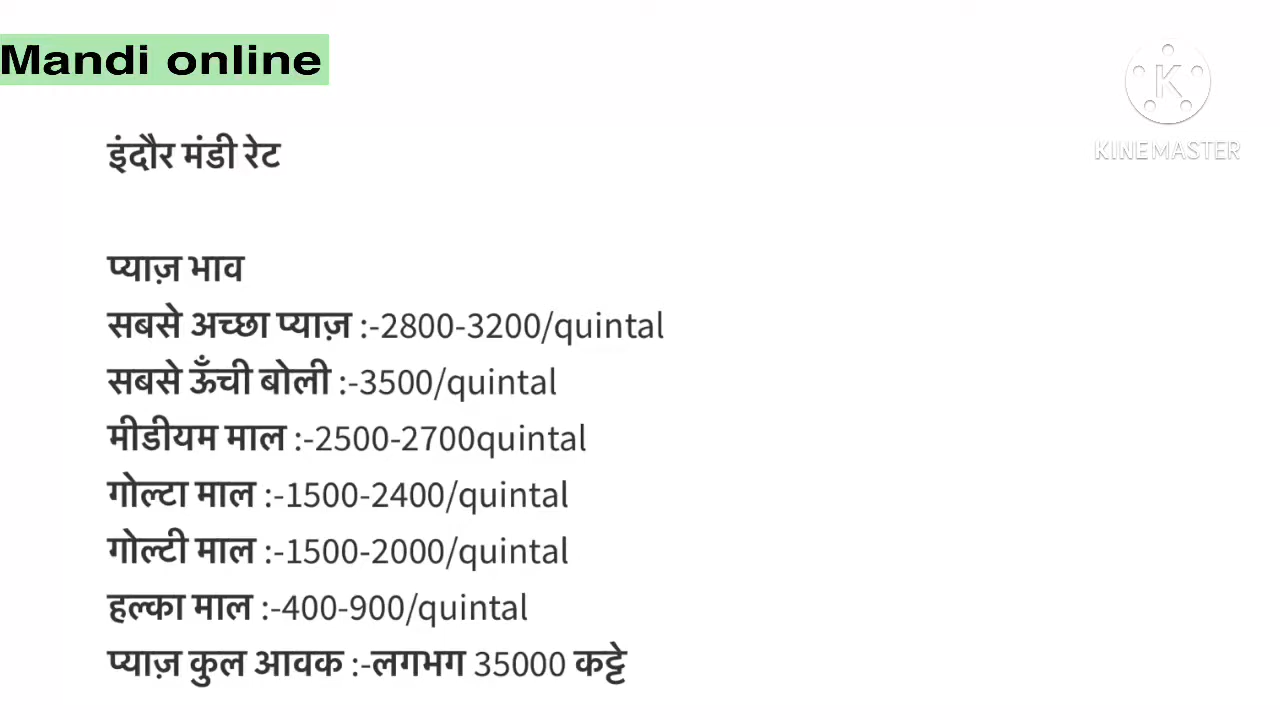 Mandi online
K
KINEMASTER
इंदौर मंडी रेट
प्याज़ भाव
सबसे अच्छा प्याज़ :-2800-3200/quintal
सबसे ऊँची बोली :-3500/quintal
मीडीयम माल :-2500-2700quintal
गोल्टा माल :-1500-2400/quintal
गोल्टी माल :-1500-2000/quintal
हल्का माल :-400-900/quintal
प्याज़ कुल आवक :-लगभग 35000 कट्टे